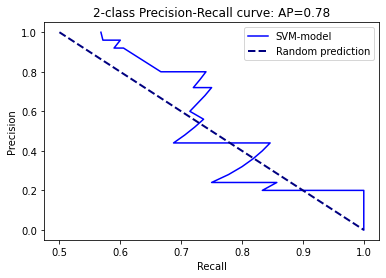 2-class Precision-Recall curve: AP=0.78
SVM-model
Random prediction
Precision
1.0
0.8
0.6
0.4
0.2
0.0
0.5 0.6 0.7 0.8 0.9 1.0
Recall